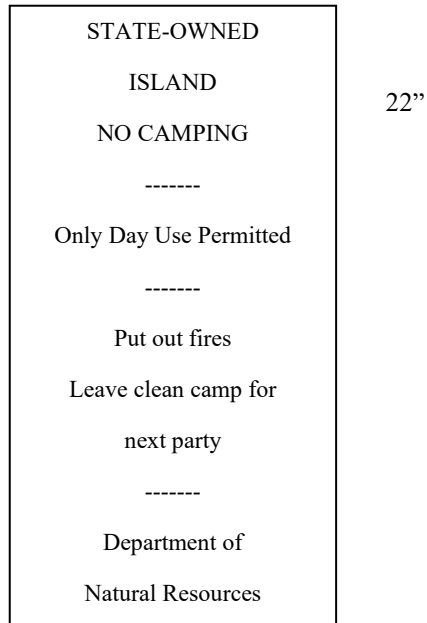 STATE-OWNED
ISLAND
22”
NO CAMPING
-------
Only Day Use Permitted
-------
Put out fires
Leave clean camp for
next party
-------
Department of
Natural Resources